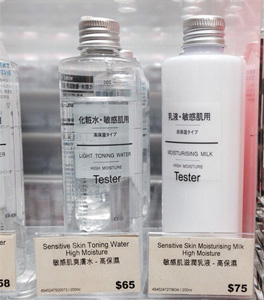 化粧水・敏感肌用
高保湿タイプ
LIGHT TONING WATER
HIGH MOISTURE
Tester
乳液・敏感肌用
高保湿タイプ
MOISTURISING MILK
HIGH MOISTURE
Tester
58
Sensitive Skin Toning Water
High Moisture
敏感肌爽膚水 - 高保濕
$65
Sensitive Skin Moisturising Milk
High Moisture
敏感肌滋潤乳液 - 高保濕
$75